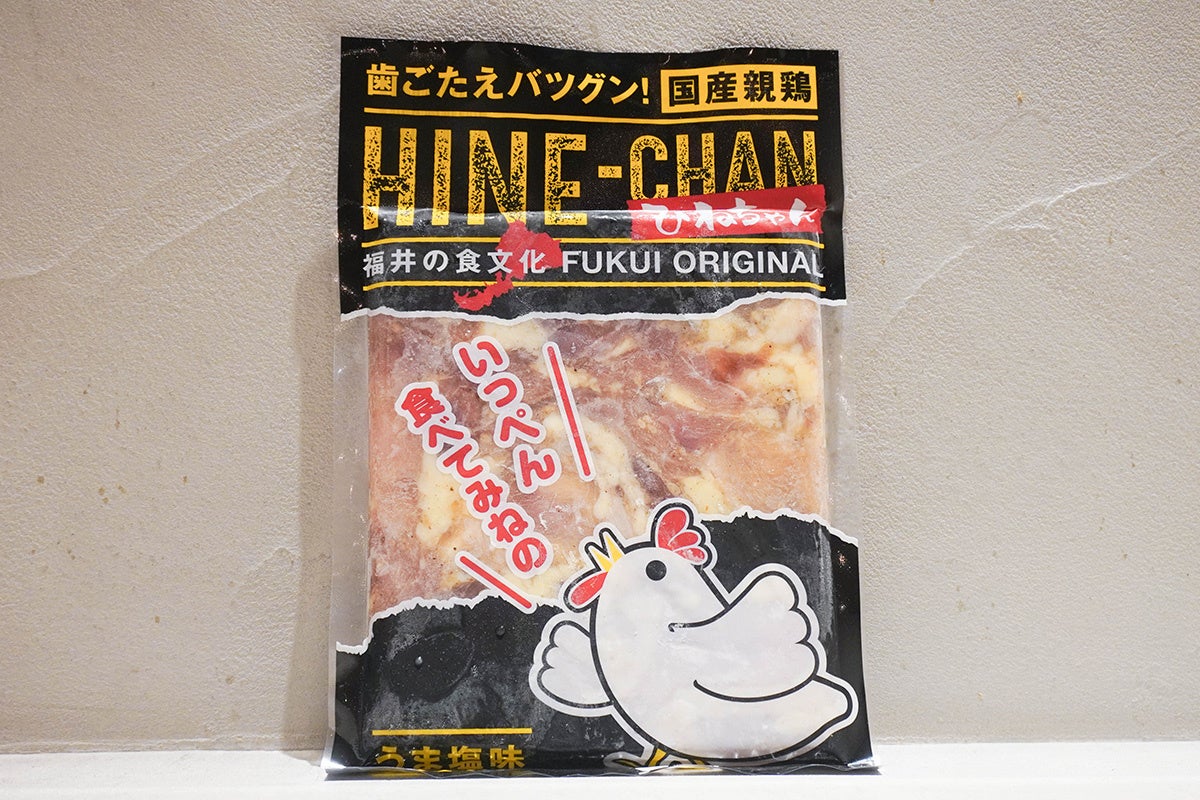 歯ごたえバツグン! 国産親鶏
HINE-CHAN
ひねちゃん
福井の食文化 FUKUI ORIGINAL
いっぺん
食べてみねの
うま塩味